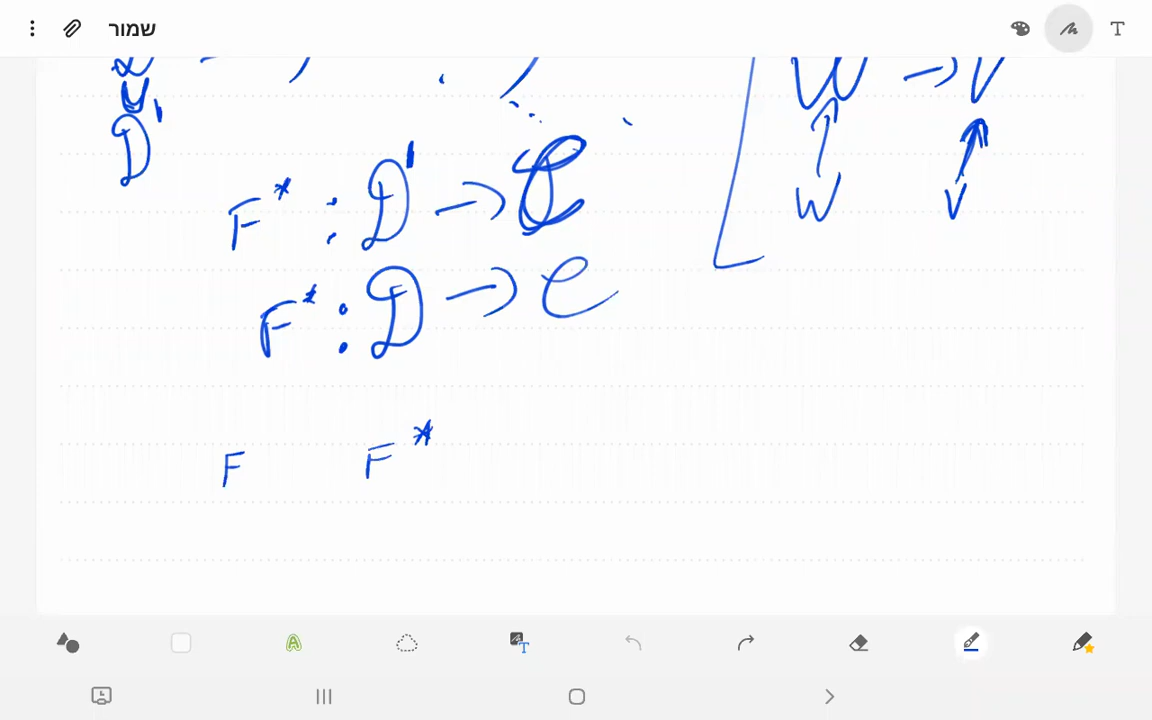 שמור
T
W → V
D
W V
F* : D' → C
F* : D → C
F F*